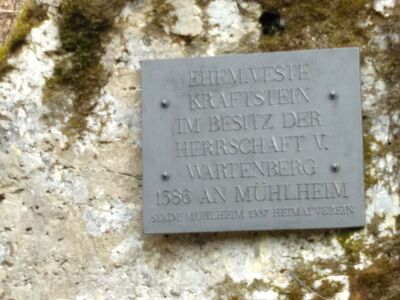 EHEM. VESTE
KRAFTSTEIN
IM BESITZ DER
HERRSCHAFT V.
WARTENBERG
1586 AN MÜHLHEIM
STADT MÜHLHEIM 1987 HEIMATVEREIN